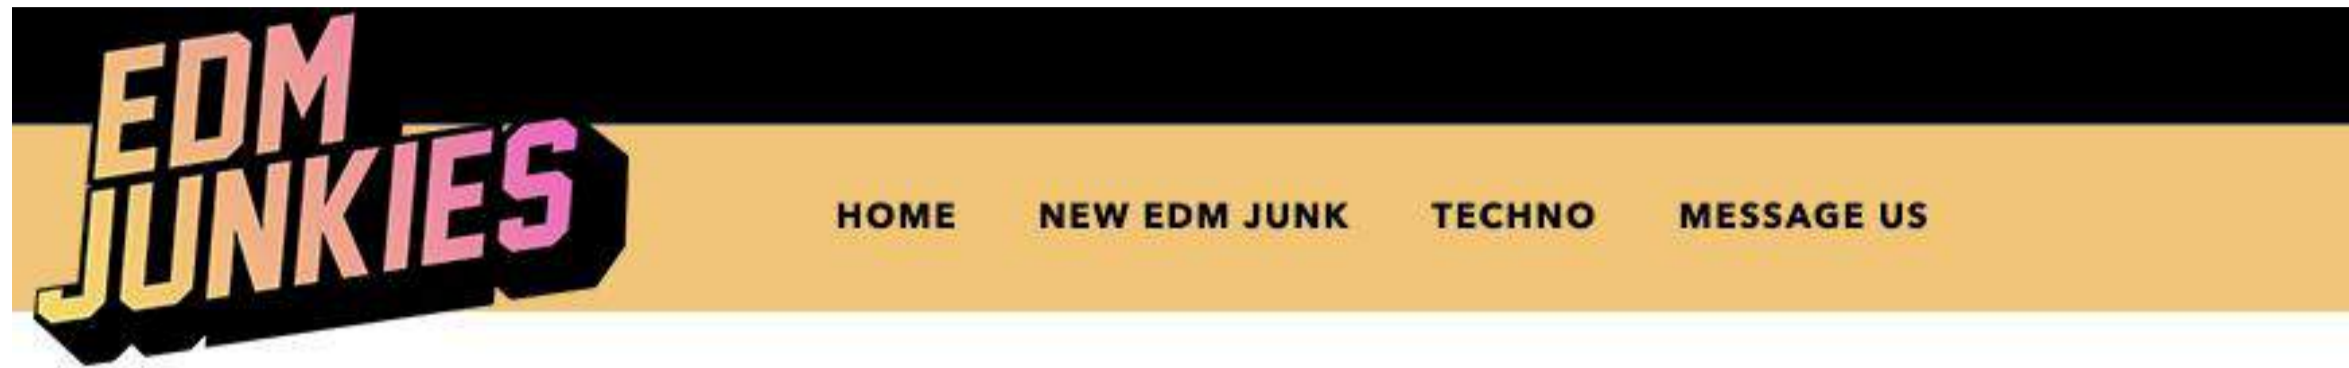 EDM
JUNKIES
HOME NEW EDM JUNK TECHNO MESSAGE US